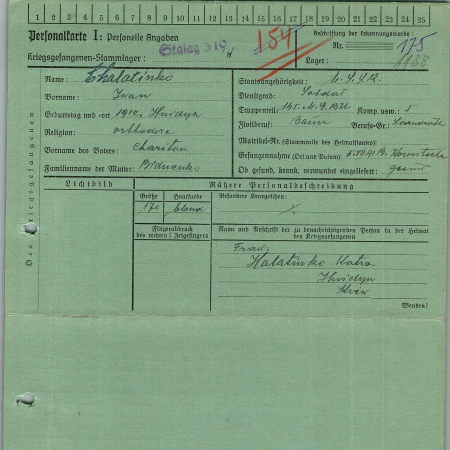 1 2 3 4 5 6 7 8 9 10 11 12 13 14 15 16 17 18 19 20 21 22 23 24 25
Personalkarte I: Personelle Angaben
Kriegsgefangenen-Stammlager: Stalag 319
154
Beschriftung der Erkennungsmarke
Nr. 175
Lager:
Des Kriegsgefangenen
Name: Chalatinko
Vorname: Iwan
Geburtstag und -ort 1912, Hnidyn
Religion: orthodox
Vorname des Vaters: Chariton
Familienname der Mutter:
Staatsangehörigkeit: U.S.S.R.
Dienstgrad: Soldat
Truppenteil: Komp. usw.: 5
Zivilberuf: Bauer Berufs-Gr.: Landwirtsch
Matrikel-Nr. (Stammrolle des Heimatstaates):
Gefangennahme (Ort und Datum):
Ob gesund, krank, verwundet eingeliefert: gesund
Lichtbild
Nähere Personalbeschreibung
Größe Haarfarbe Besondere Kennzeichen:
170 blond
Fingerabdruck
des rechten! Zeigefingers
Name und Anschrift der zu benachrichtigenden Person in der Heimat
des Kriegsgefangenen
Frau:
Halatinko Katra
Hnidyn
Kiew
Wenden!